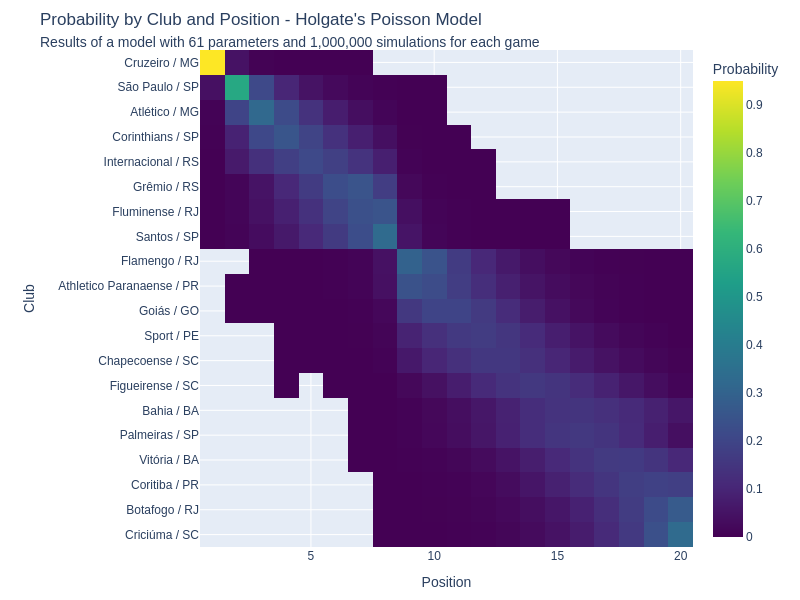 Probability by Club and Position - Holgate's Poisson Model
Results of a model with 61 parameters and 1,000,000 simulations for each game
Probability
Cruzeiro / MG
São Paulo / SP
Atlético / MG
Corinthians / SP
Internacional / RS
Grêmio / RS
Fluminense / RJ
Santos / SP
Flamengo / RJ
Athletico Paranaense / PR
Goiás / GO
Sport / PE
Chapecoense / SC
Figueirense / SC
Bahia / BA
Palmeiras / SP
Vitória / BA
Coritiba / PR
Botafogo / RJ
Criciúma / SC
Club
5 10 15 20
Position
0.9
0.8
0.7
0.6
0.5
0.4
0.3
0.2
0.1
0